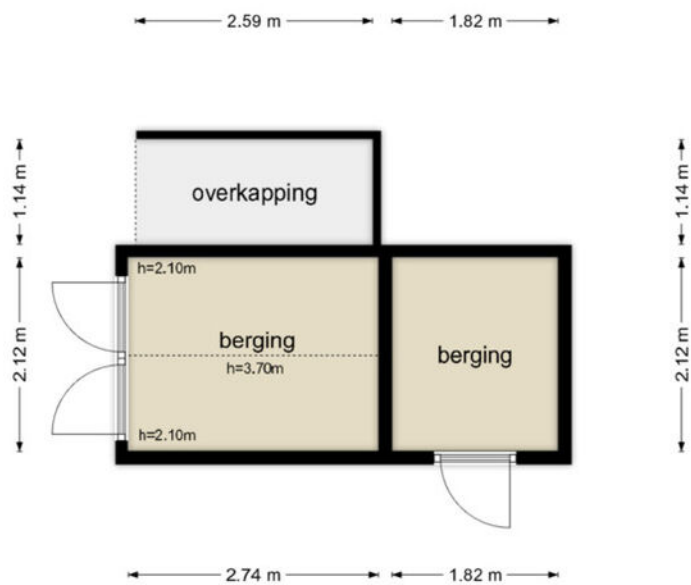 2.59 m
1.82 m
1.14 m
1.14 m
overkapping
h=2.10m
2.12 m
berging
h=3.70m
berging
2.12 m
h=2.10m
2.74 m
1.82 m